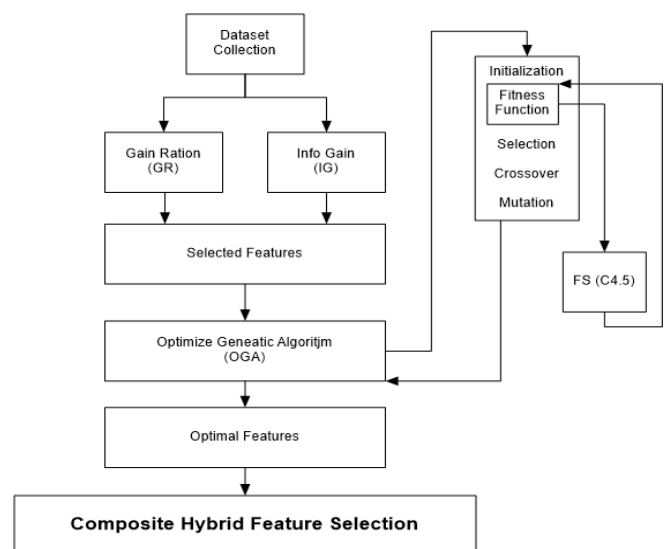 Dataset
Collection
Gain Ration
(GR)
Info Gain
(IG)
Selected Features
Optimize Geneatic Algoritjm
(OGA)
Optimal Features
Composite Hybrid Feature Selection
Initialization
Fitness
Function
Selection
Crossover
Mutation
FS (C4.5)